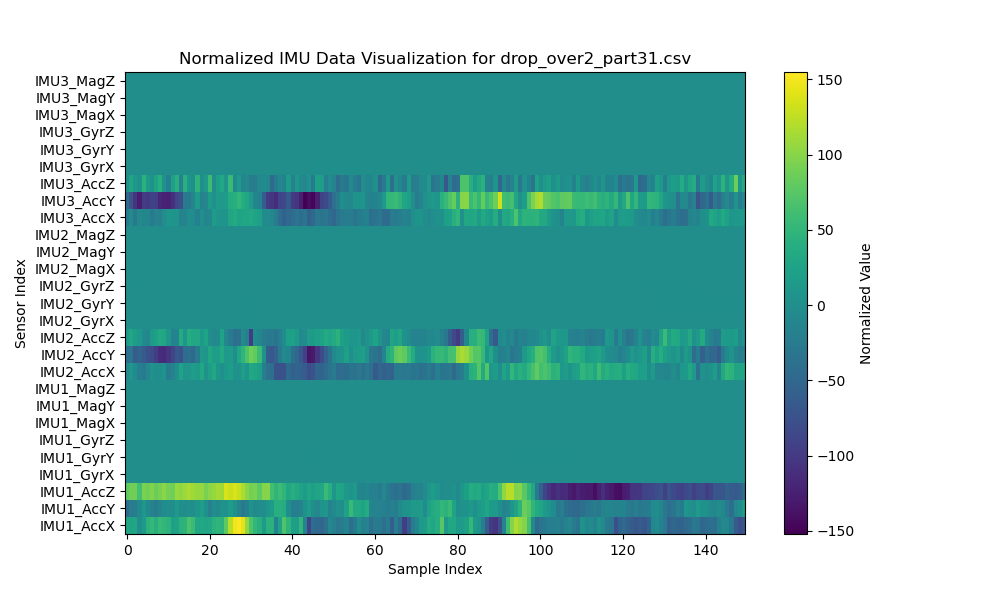 Normalized IMU Data Visualization for drop_over2_part31.csv
IMU3_MagZ
IMU3_MagY
IMU3_MagX
IMU3_GyrZ
IMU3_GyrY
IMU3_GyrX
IMU3_AccZ
IMU3_AccY
IMU3_AccX
IMU2_MagZ
IMU2_MagY
IMU2_MagX
IMU2_GyrZ
IMU2_GyrY
IMU2_GyrX
IMU2_AccZ
IMU2_AccY
IMU2_AccX
IMU1_MagZ
IMU1_MagY
IMU1_MagX
IMU1_GyrZ
IMU1_GyrY
IMU1_GyrX
IMU1_AccZ
IMU1_AccY
IMU1_AccX
Sensor Index
0 20 40 60 80 100 120 140
Sample Index
150
100
50
0
−50
−100
−150
Normalized Value